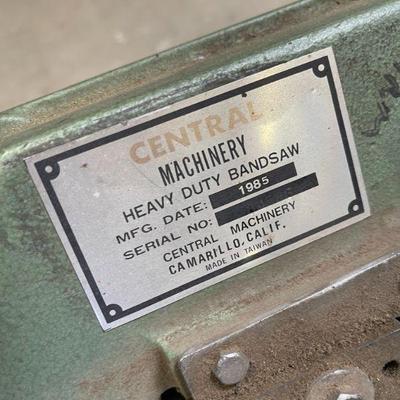 CENTRAL
MACHINERY
HEAVY DUTY BANDSAW
MFG. DATE: 1985
SERIAL NO:
CENTRAL MACHINERY
CAMARILLO, CALIF.
MADE IN TAIWAN